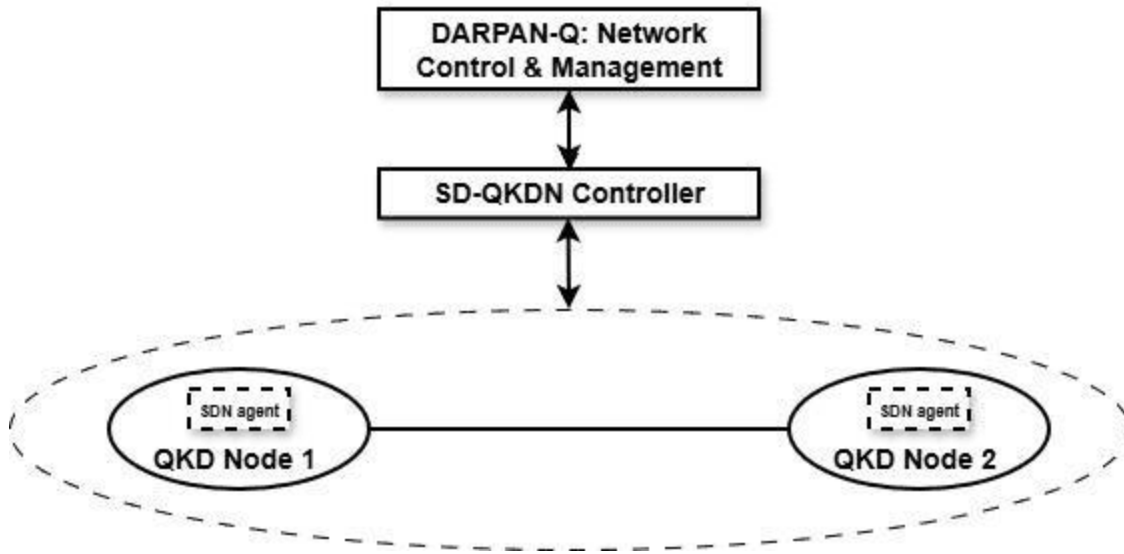 DARPAN-Q: Network
Control & Management
SD-QKDN Controller
SDN agent
QKD Node 1
SDN agent
QKD Node 2